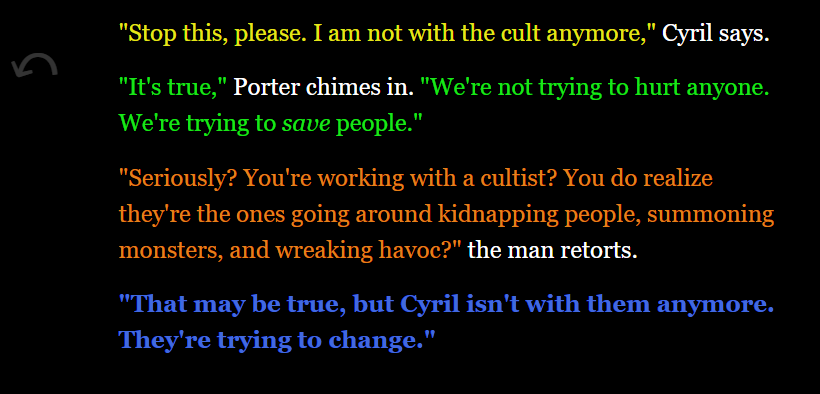 "Stop this, please. I am not with the cult anymore," Cyril says.
"It's true," Porter chimes in. "We're not trying to hurt anyone.
We're trying to save people."
"Seriously? You're working with a cultist? You do realize
they're the ones going around kidnapping people, summoning
monsters, and wreaking havoc?" the man retorts.
"That may be true, but Cyril isn't with them anymore.
They're trying to change."